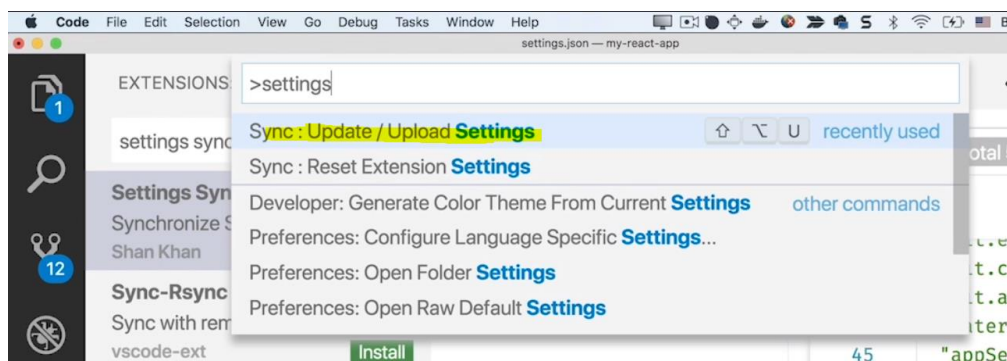 Code File Edit Selection View Go Debug Tasks Window Help
settings.json — my-react-app
EXTENSIONS
>settings
settings sync
Sync : Update / Upload Settings ⇧ ⌥ U recently used
Sync : Reset Extension Settings
Settings Syn
Developer: Generate Color Theme From Current Settings other commands
Synchronize S
Preferences: Configure Language Specific Settings...
Shan Khan
Preferences: Open Folder Settings
Sync-Rsync
Preferences: Open Raw Default Settings
Sync with rem
vscode-ext Install
1
12
otal
t.c
t.a
ater
45 "appSe